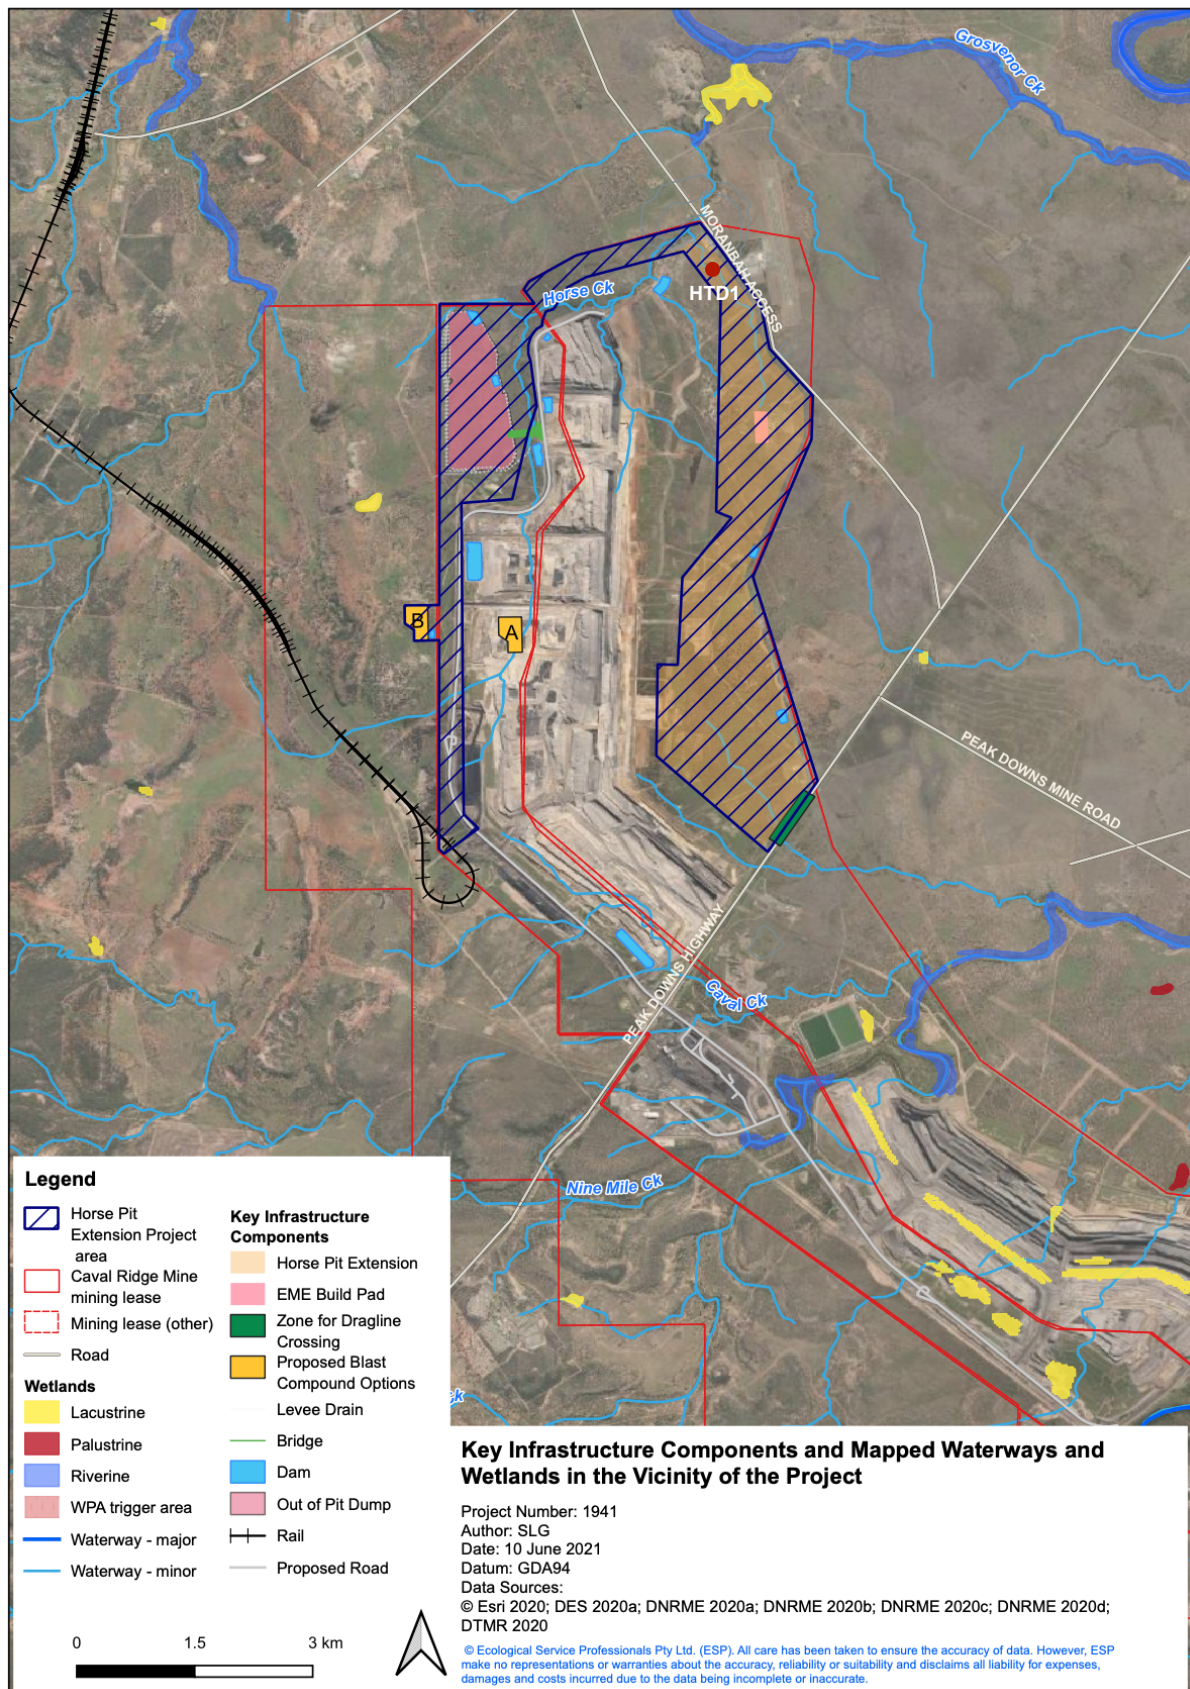 Grosvenor Ck
MORANBAH ACCESS
HTD1
Horse Ck
B
A
PEAK DOWNS MINE ROAD
PEAK DOWNS HIGHWAY
Caval Ck
Nine Mile Ck
Ck
Legend
Horse Pit
Extension Project
area
Caval Ridge Mine
mining lease
Mining lease (other)
Road
Wetlands
Lacustrine
Palustrine
Riverine
WPA trigger area
Waterway - major
Waterway - minor
Key Infrastructure
Components
Horse Pit Extension
EME Build Pad
Zone for Dragline
Crossing
Proposed Blast
Compound Options
Levee Drain
Bridge
Dam
Out of Pit Dump
Rail
Proposed Road
0 1.5 3 km
Key Infrastructure Components and Mapped Waterways and
Wetlands in the Vicinity of the Project
Project Number: 1941
Author: SLG
Date: 10 June 2021
Datum: GDA94
Data Sources:
© Esri 2020; DES 2020a; DNRME 2020a; DNRME 2020b; DNRME 2020c; DNRME 2020d;
DTMR 2020
© Ecological Service Professionals Pty Ltd. (ESP). All care has been taken to ensure the accuracy of data. However, ESP
make no representations or warranties about the accuracy, reliability or suitability and disclaims all liability for expenses,
damages and costs incurred due to the data being incomplete or inaccurate.